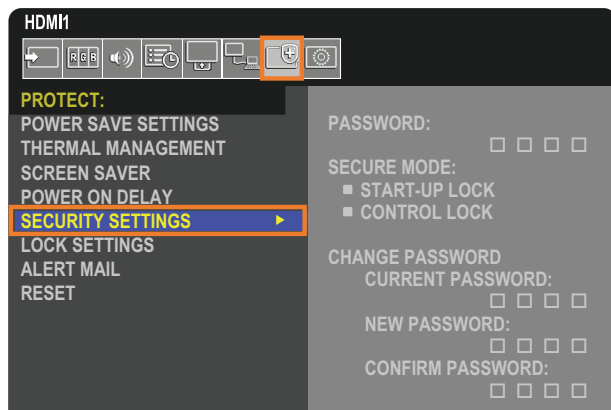 HDMI1
RGB
PROTECT:
POWER SAVE SETTINGS
THERMAL MANAGEMENT
SCREEN SAVER
POWER ON DELAY
SECURITY SETTINGS
LOCK SETTINGS
ALERT MAIL
RESET
PASSWORD:
SECURE MODE:
START-UP LOCK
CONTROL LOCK
CHANGE PASSWORD
CURRENT PASSWORD:
NEW PASSWORD:
CONFIRM PASSWORD: